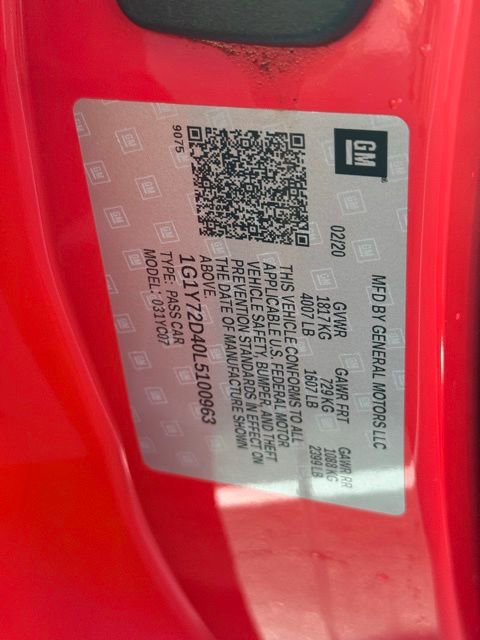 GM
MFD BY GENERAL MOTORS LLC
02/20 GVWR GAWR FRT GAWR RR
1817 KG 729 KG 1088 KG
4007 LB 1607 LB 2399 LB
THIS VEHICLE CONFORMS TO ALL
APPLICABLE U.S. FEDERAL MOTOR
VEHICLE SAFETY, BUMPER, AND THEFT
PREVENTION STANDARDS IN EFFECT ON
THE DATE OF MANUFACTURE SHOWN
ABOVE.
1G1Y72D40L5100963
TYPE: PASS CAR
MODEL: 031YC07
9075